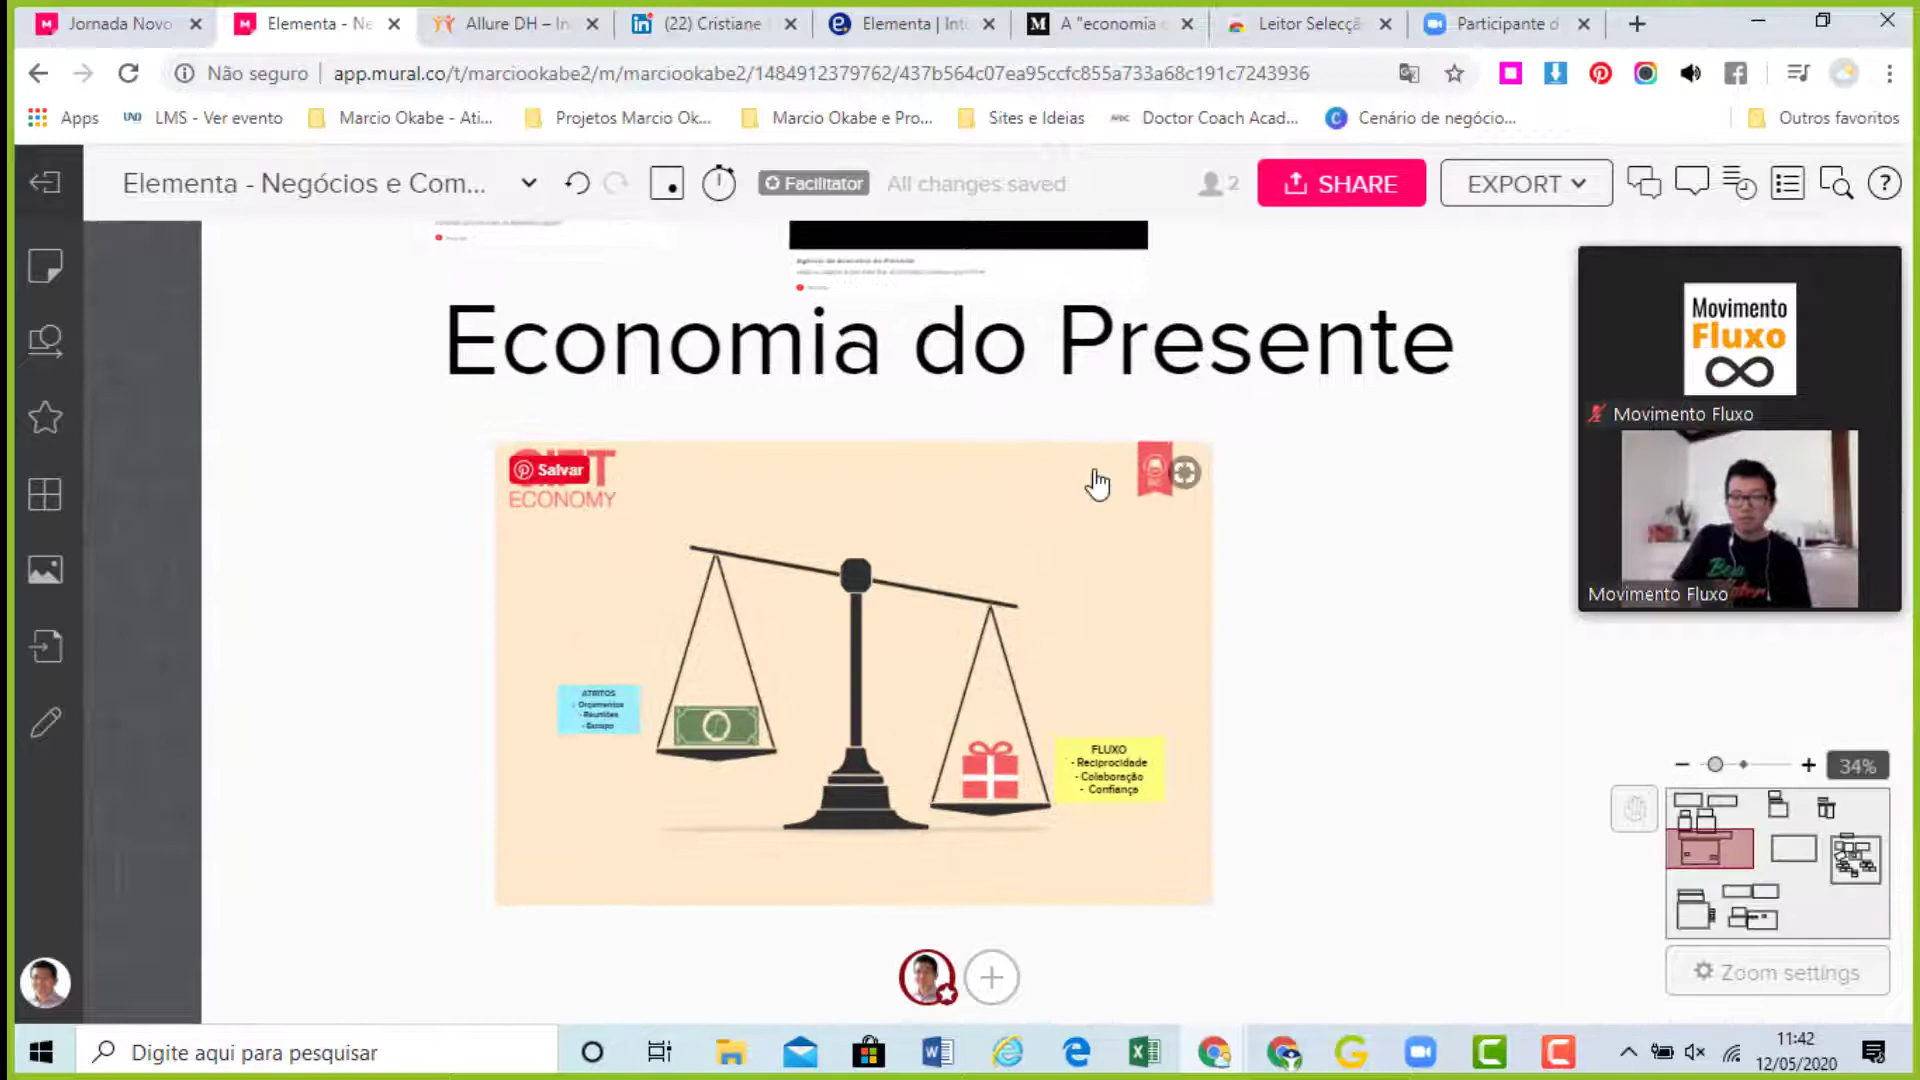 Jornada Novo
Elementa - Ne
Allure DH – In
(22) Cristiane
Elementa | Int
A "economia
Leitor Selecçã
Participante d
Não seguro
app.mural.co/t/marciookabe2/m/marciookabe2/1484912379762/437b564c07ea95ccfc855a733a68c191c7243936
Apps
LMS - Ver evento
Marcio Okabe - Ati...
Projetos Marcio Ok...
Marcio Okabe e Pro...
Sites e Ideias
Doctor Coach Acad...
Cenário de negócio...
Outros favoritos
Elementa - Negócios e Com...
Facilitator
All changes saved
2
SHARE
EXPORT
Economia do Presente
Salvar
ECONOMY
ATRITOS
- Orçamentos
- Reuniões
- Escopo
FLUXO
- Reciprocidade
- Colaboração
- Confiança
Movimento
Fluxo
Movimento Fluxo
Movimento Fluxo
34%
Zoom settings
Digite aqui para pesquisar
11:42
12/05/2020